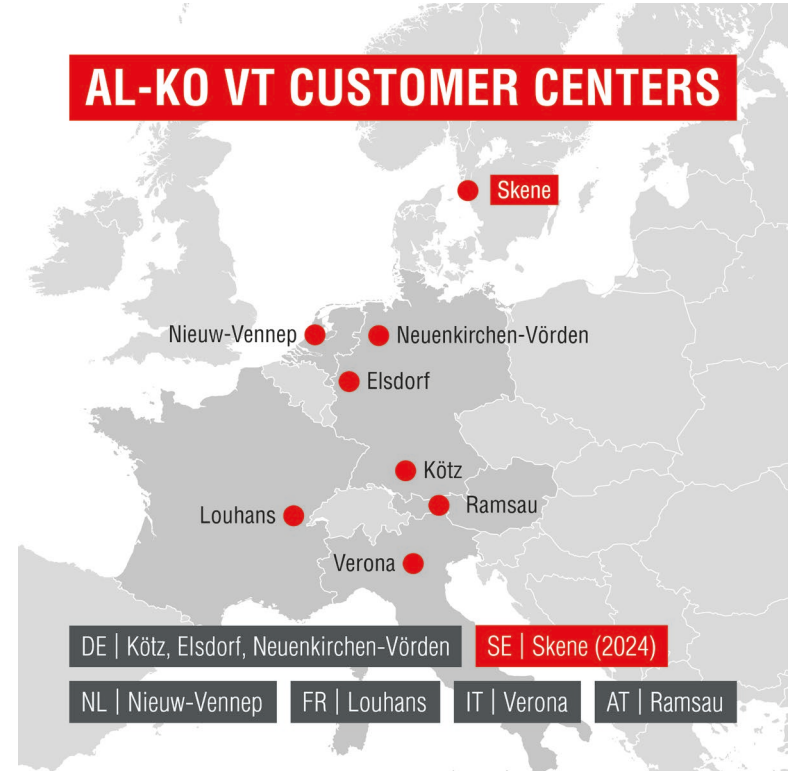 AL-KO VT CUSTOMER CENTERS
Skene
Nieuw-Vennep
Neuenkirchen-Vörden
Elsdorf
Kötz
Louhans
Ramsau
Verona
DE | Kötz, Elsdorf, Neuenkirchen-Vörden
SE | Skene (2024)
NL | Nieuw-Vennep
FR | Louhans
IT | Verona
AT | Ramsau